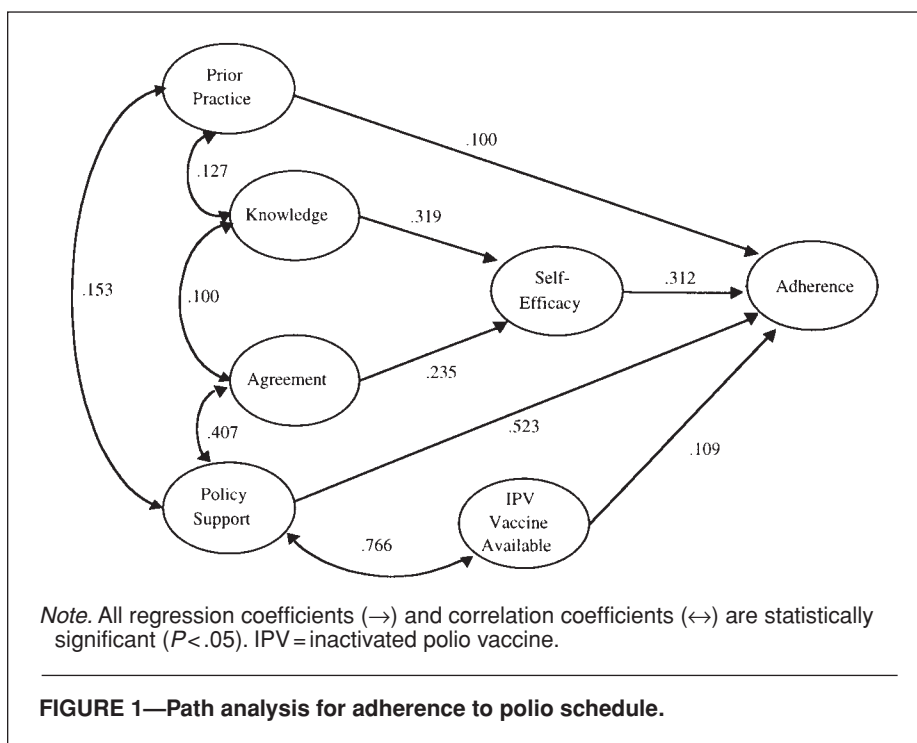 Prior
Practice
.100
.127
Knowledge
.319
Self-
Efficacy
.312
Adherence
.153
.100
Agreement
.235
.407
.523
.109
Policy
Support
IPV
Vaccine
Available
.766
Note. All regression coefficients (→) and correlation coefficients (↔) are statistically
significant (P<.05). IPV=inactivated polio vaccine.
FIGURE 1—Path analysis for adherence to polio schedule.